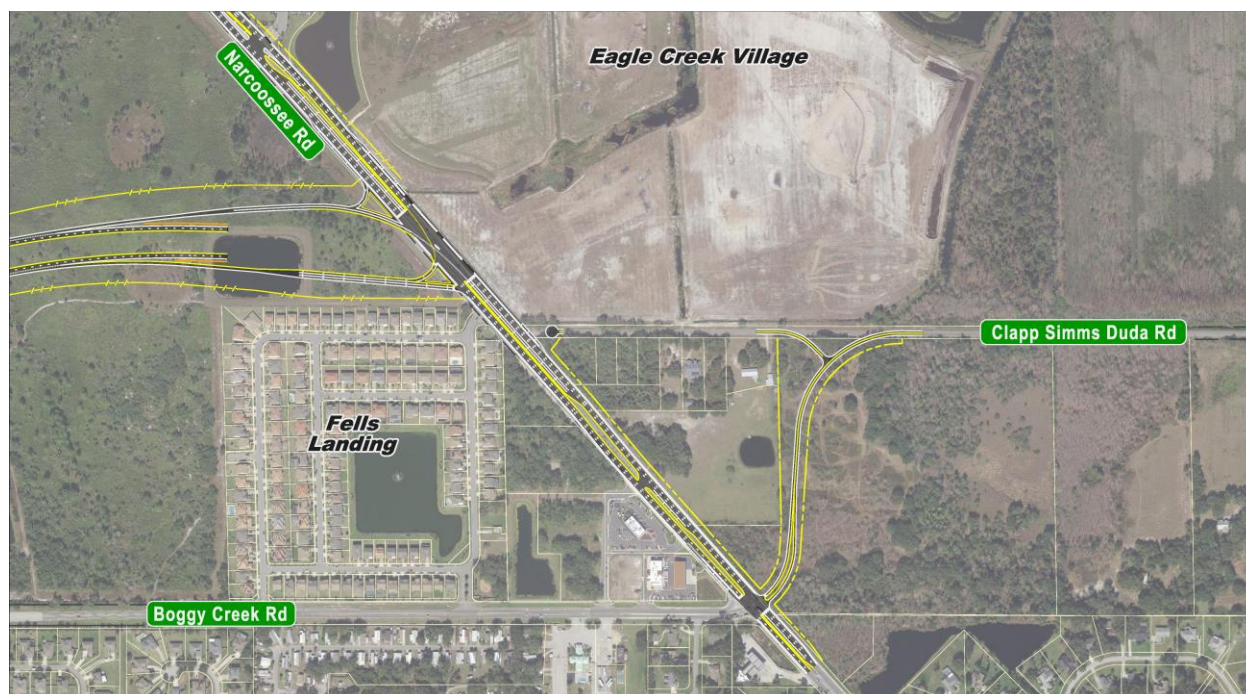 Eagle Creek Village
Narcoossee Rd
Clapp Simms Duda Rd
Fells
Landing
Boggy Creek Rd